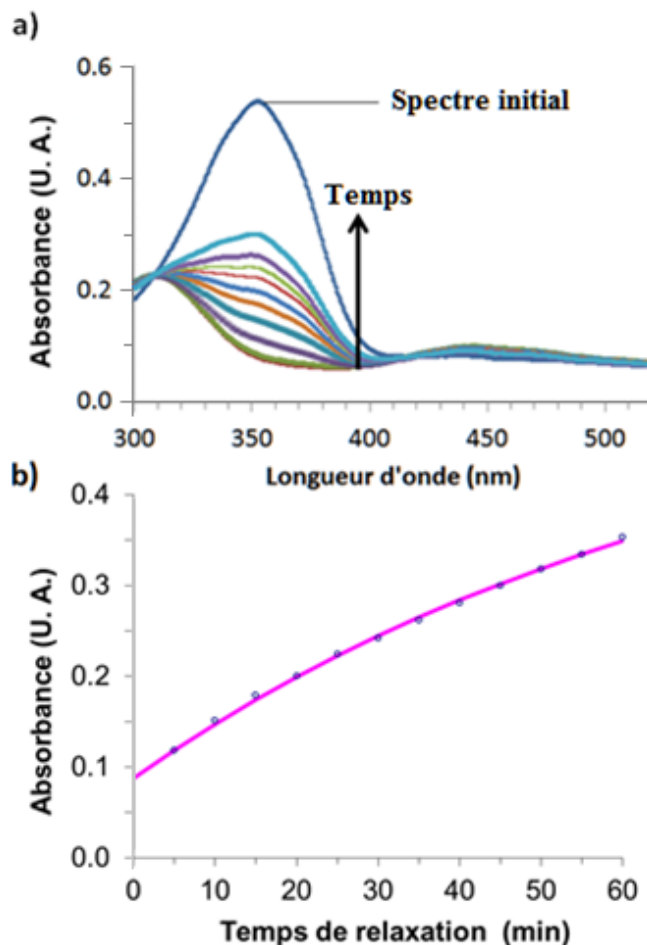 a)
0.6
Spectre initial
0.4
Temps
0.2
0.0
Absorbance (U. A.)
300 350 400 450 500
Longueur d'onde (nm)
b)
0.4
0.3
0.2
0.1
0.0
Absorbance (U. A.)
0 10 20 30 40 50 60
Temps de relaxation (min)